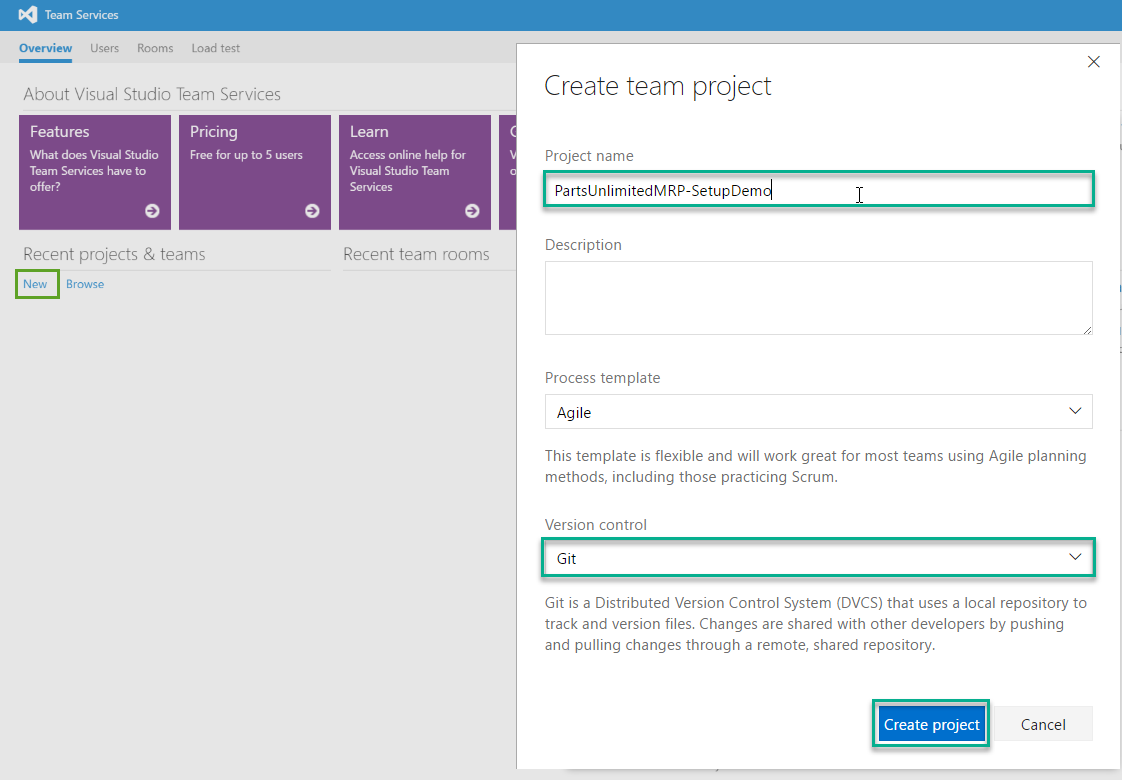 Team Services
Overview Users Rooms Load test
About Visual Studio Team Services
Features
What does Visual Studio
Team Services have to
offer?
Pricing
Free for up to 5 users
Learn
Access online help for
Visual Studio Team
Services
Recent projects & teams
Recent team rooms
New Browse
Create team project
Project name
PartsUnlimitedMRP-SetupDemo
Description
Process template
Agile
This template is flexible and will work great for most teams using Agile planning
methods, including those practicing Scrum.
Version control
Git
Git is a Distributed Version Control System (DVCS) that uses a local repository to
track and version files. Changes are shared with other developers by pushing
and pulling changes through a remote, shared repository.
Create project
Cancel